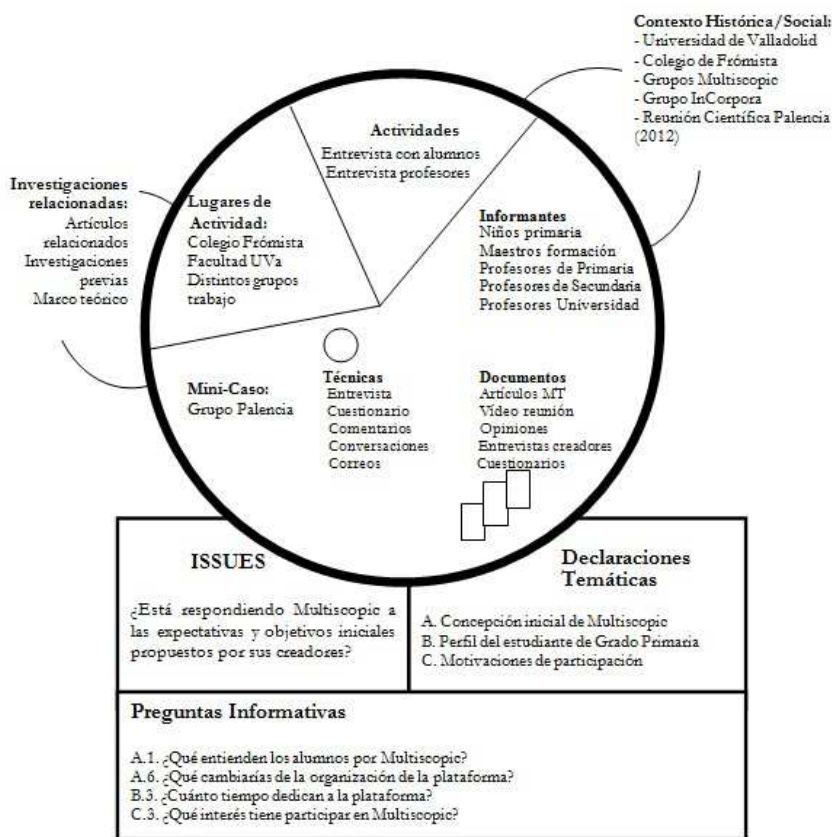 Contexto Histórica/Social:
- Universidad de Valladolid
- Colegio de Frómista
- Grupos Multiscopic
- Grupo InCorpora
- Reunión Científica Palencia
(2012)
Actividades
Entrevista con alumnos
Entrevista profesores
Investigaciones
relacionadas:
Artículos
relacionados
Investigaciones
previas
Marco teórico
Lugares de
Actividad:
Colegio Frómista
Facultad UVa
Distintos grupos
trabajo
Informantes
Niños primaria
Maestros formación
Profesores de Primaria
Profesores de Secundaria
Profesores Universidad
Mini-Caso:
Grupo Palencia
Técnicas
Entrevista
Cuestionario
Comentarios
Conversaciones
Correos
Documentos
Artículos MT
Vídeo reunión
Opiniones
Entrevistas creadores
Cuestionarios
ISSUES
¿Está respondiendo Multiscopic a
las expectativas y objetivos iniciales
propuestos por sus creadores?
Declaraciones
Temáticas
A. Concepción inicial de Multiscopic
B. Perfil del estudiante de Grado Primaria
C. Motivaciones de participación
Preguntas Informativas
A.1. ¿Qué entienden los alumnos por Multiscopic?
A.6. ¿Qué cambiarías de la organización de la plataforma?
B.3. ¿Cuánto tiempo dedican a la plataforma?
C.3. ¿Qué interés tiene participar en Multiscopic?